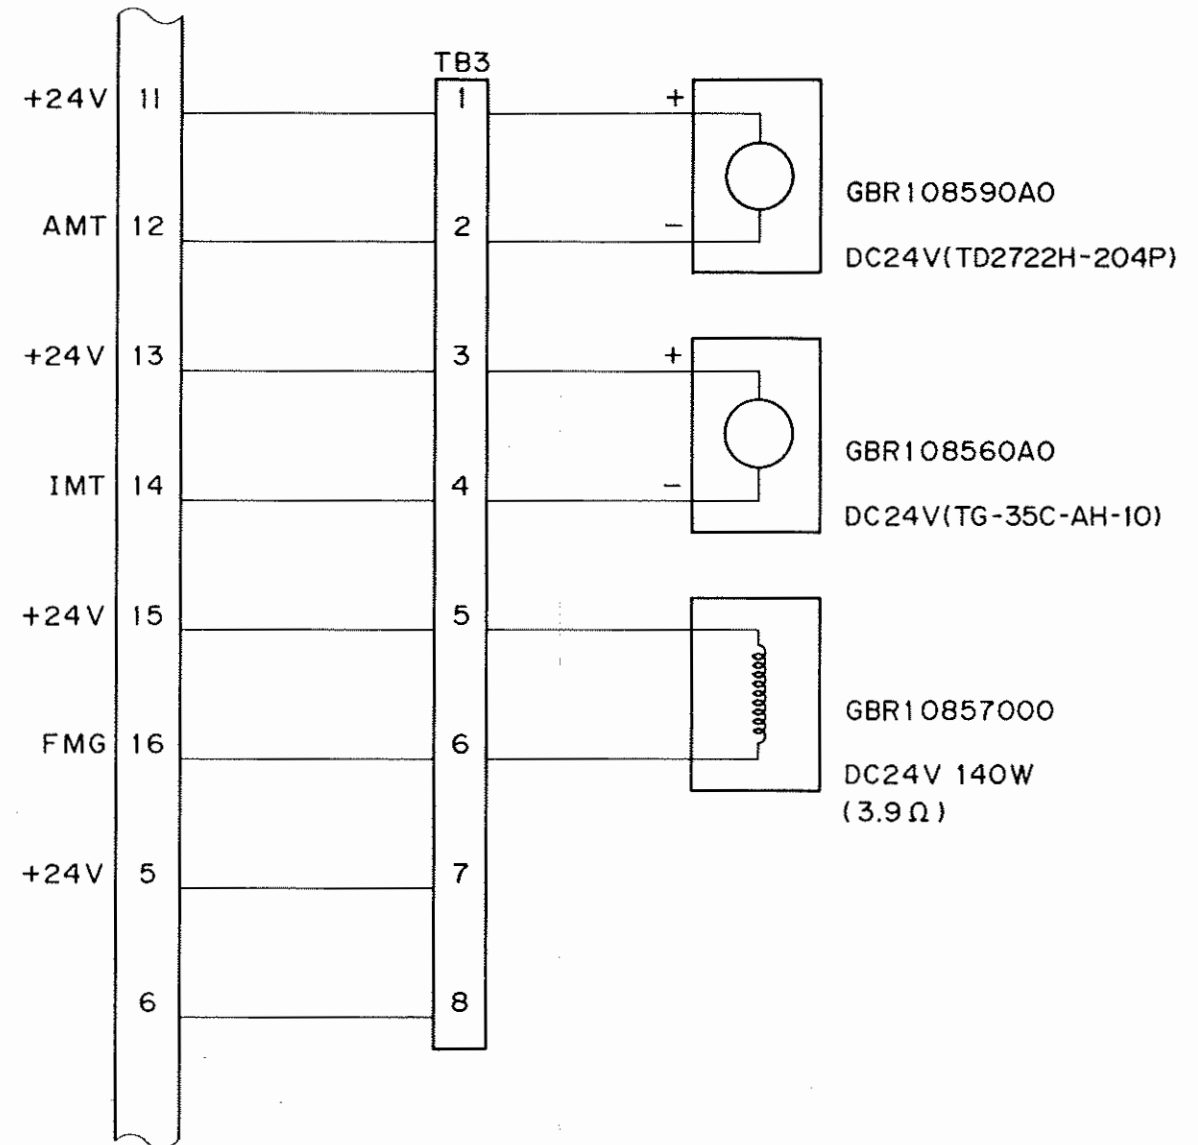 TB3
+24V 11 1 +
GBR108590A0
AMT 12 2 -
DC24V(TD2722H-204P)
+24V 13 3 +
GBR108560A0
IMT 14 4 -
DC24V(TG-35C-AH-10)
+24V 15 5
GBR10857000
FMG 16 6
DC24V 140W
(3.9Ω)
+24V 5 7
6 8